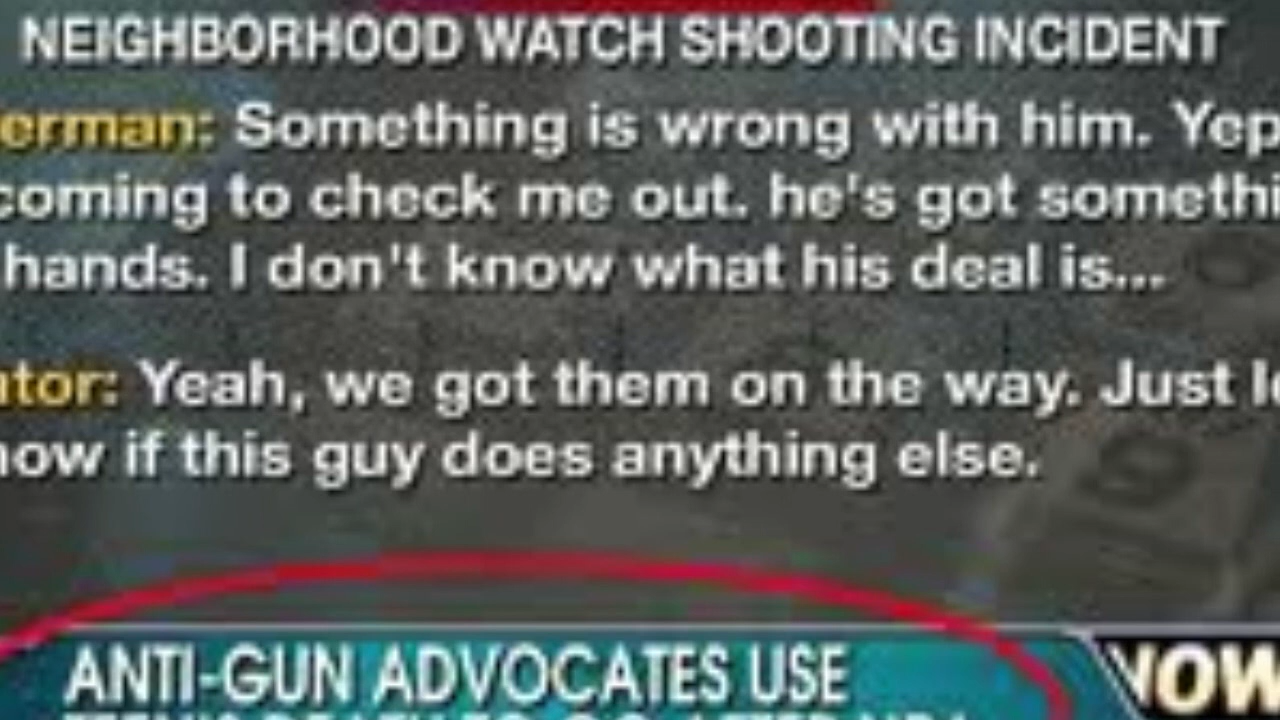 NEIGHBORHOOD WATCH SHOOTING INCIDENT
erman: Something is wrong with him. Yep
coming to check me out. he's got somethi
hands. I don't know what his deal is...
ator: Yeah, we got them on the way. Just le
now if this guy does anything else.
ANTI-GUN ADVOCATES USE
NOW